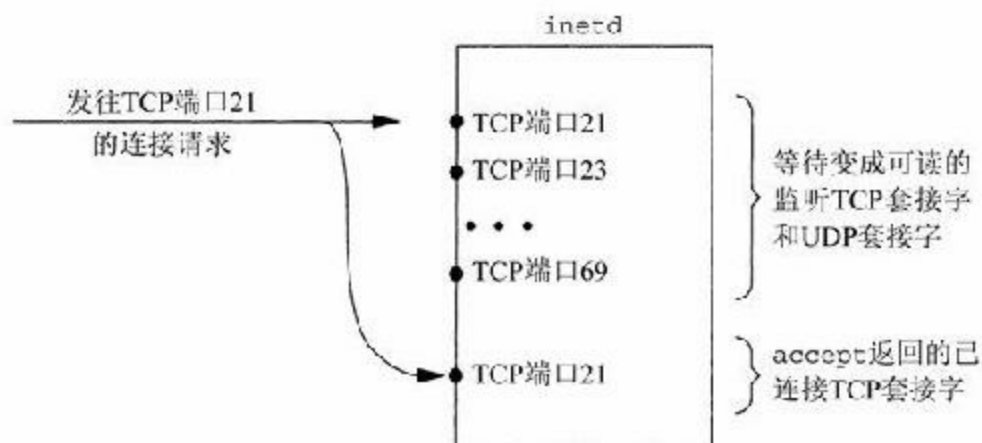 inetd
发往TCP端口21
的连接请求
TCP端口21
TCP端口23
• • •
TCP端口69
TCP端口21
等待变成可读的
监听TCP套接字
和UDP套接字
accept返回的已
连接TCP套接字